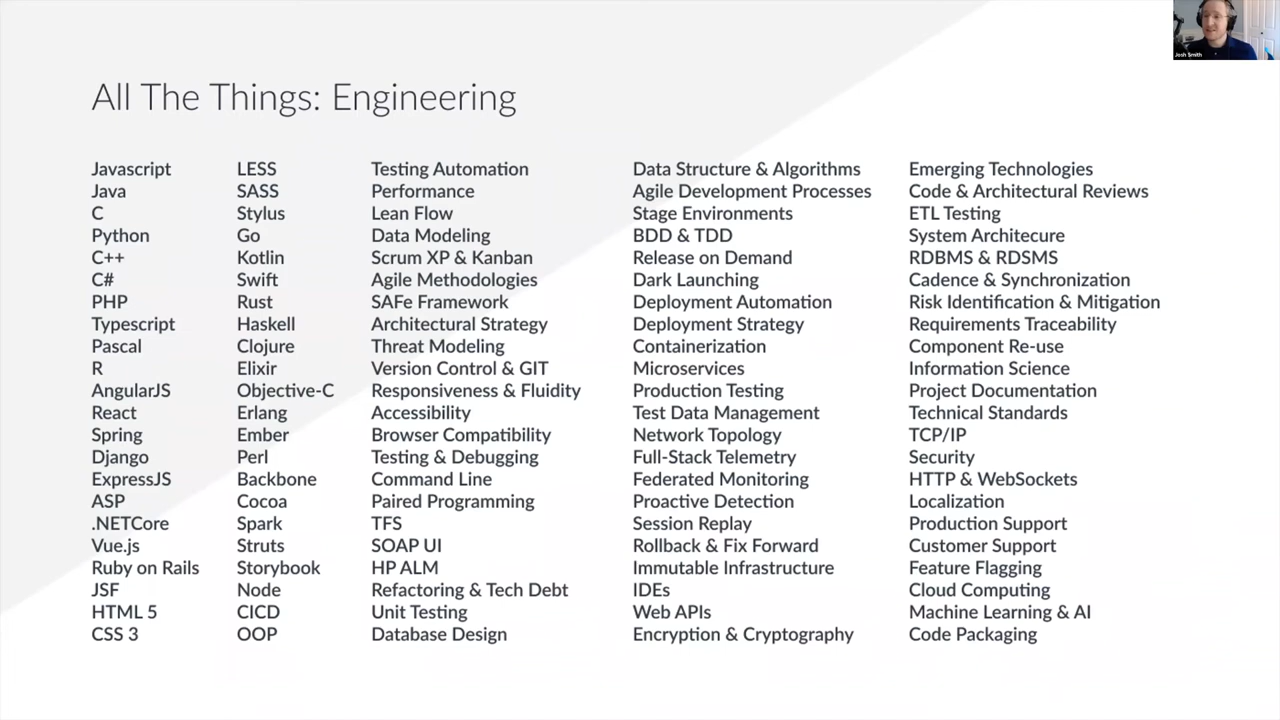 All The Things: Engineering
Javascript
Java
C
Python
C++
C#
PHP
Typescript
Pascal
R
AngularJS
React
Spring
Django
ExpressJS
ASP
.NETCore
Vue.js
Ruby on Rails
JSF
HTML 5
CSS 3
LESS
SASS
Stylus
Go
Kotlin
Swift
Rust
Haskell
Clojure
Elixir
Objective-C
Erlang
Ember
Perl
Backbone
Cocoa
Spark
Struts
Storybook
Node
CICD
OOP
Testing Automation
Performance
Lean Flow
Data Modeling
Scrum XP & Kanban
Agile Methodologies
SAFe Framework
Architectural Strategy
Threat Modeling
Version Control & GIT
Responsiveness & Fluidity
Accessibility
Browser Compatibility
Testing & Debugging
Command Line
Paired Programming
TFS
SOAP UI
HP ALM
Refactoring & Tech Debt
Unit Testing
Database Design
Data Structure & Algorithms
Agile Development Processes
Stage Environments
BDD & TDD
Release on Demand
Dark Launching
Deployment Automation
Deployment Strategy
Containerization
Microservices
Production Testing
Test Data Management
Network Topology
Full-Stack Telemetry
Federated Monitoring
Proactive Detection
Session Replay
Rollback & Fix Forward
Immutable Infrastructure
IDEs
Web APIs
Encryption & Cryptography
Emerging Technologies
Code & Architectural Reviews
ETL Testing
System Architecure
RDBMS & RDSMS
Cadence & Synchronization
Risk Identification & Mitigation
Requirements Traceability
Component Re-use
Information Science
Project Documentation
Technical Standards
TCP/IP
Security
HTTP & WebSockets
Localization
Production Support
Customer Support
Feature Flagging
Cloud Computing
Machine Learning & AI
Code Packaging
Josh Smith